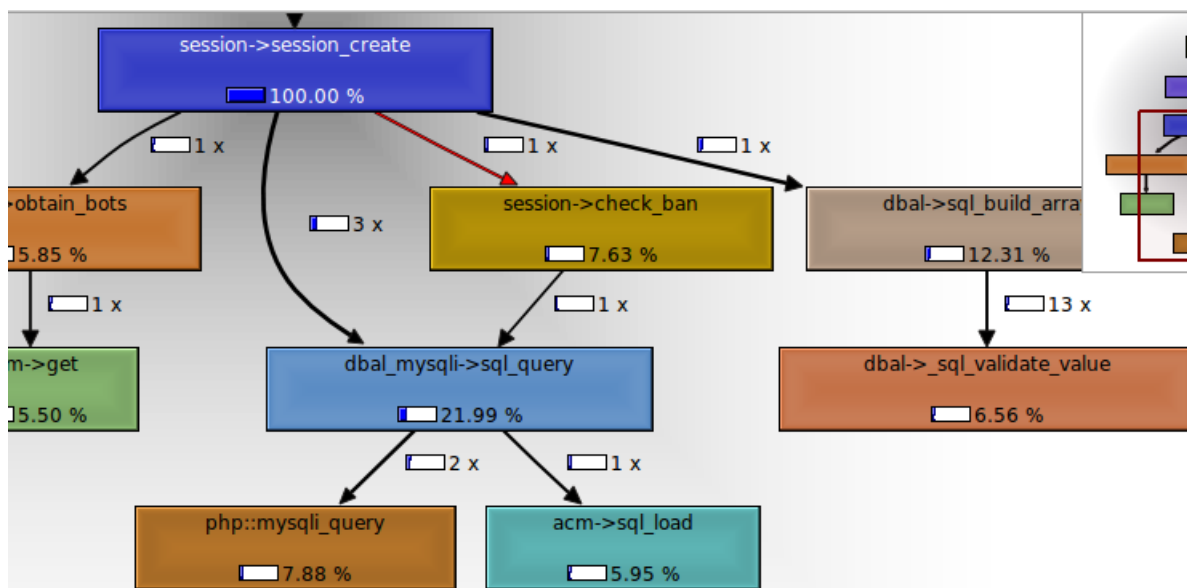 session->session_create
100.00 %
1 x
1 x
1 x
>obtain_bots
5.85 %
3 x
session->check_ban
7.63 %
dbal->sql_build_arra
12.31 %
1 x
1 x
13 x
m->get
5.50 %
dbal_mysqli->sql_query
21.99 %
dbal->_sql_validate_value
6.56 %
2 x
1 x
php::mysqli_query
7.88 %
acm->sql_load
5.95 %